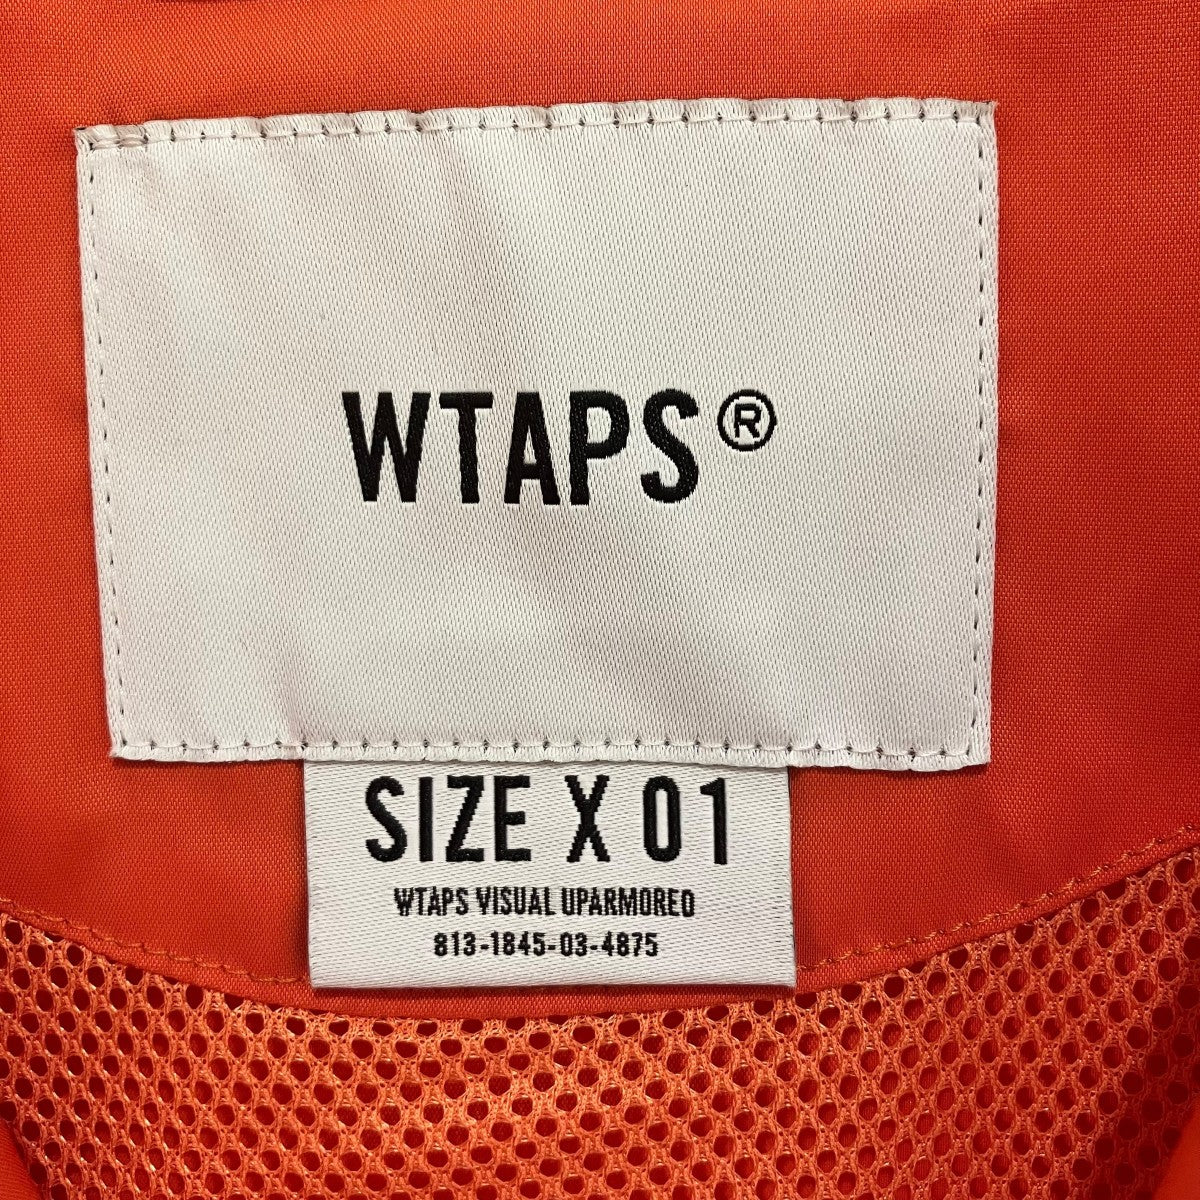 WTAPS®
SIZE X 01
WTAPS VISUAL UPARMORED
813-1845-03-4875